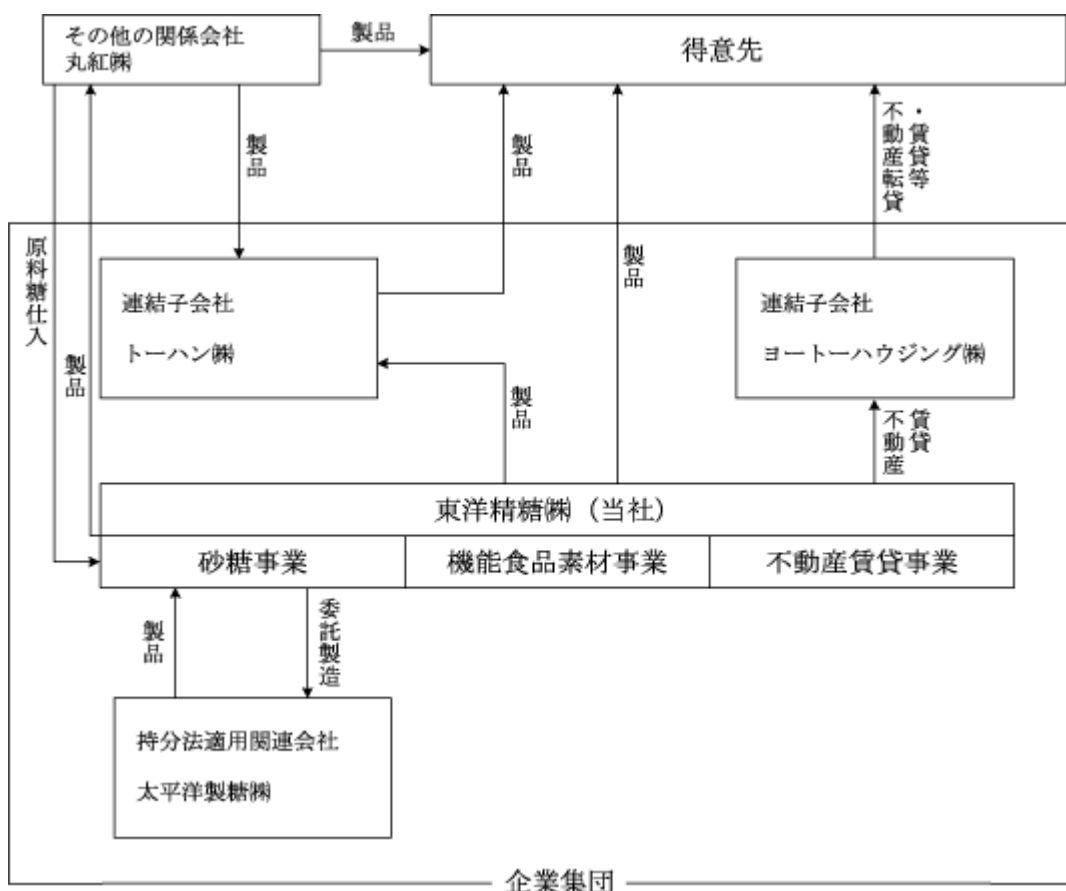 その他の関係会社
丸紅㈱
製品
得意先
製品
製品
不動産転貸
・賃貸等
原料糖仕入
製品
製品
連結子会社
トーハン㈱
連結子会社
ヨートーハウジング㈱
製品
不動産
賃貸
東洋精糖㈱（当社）
砂糖事業
機能食品素材事業
不動産賃貸事業
製品
委託製造
持分法適用関連会社
太平洋製糖㈱
企業集団